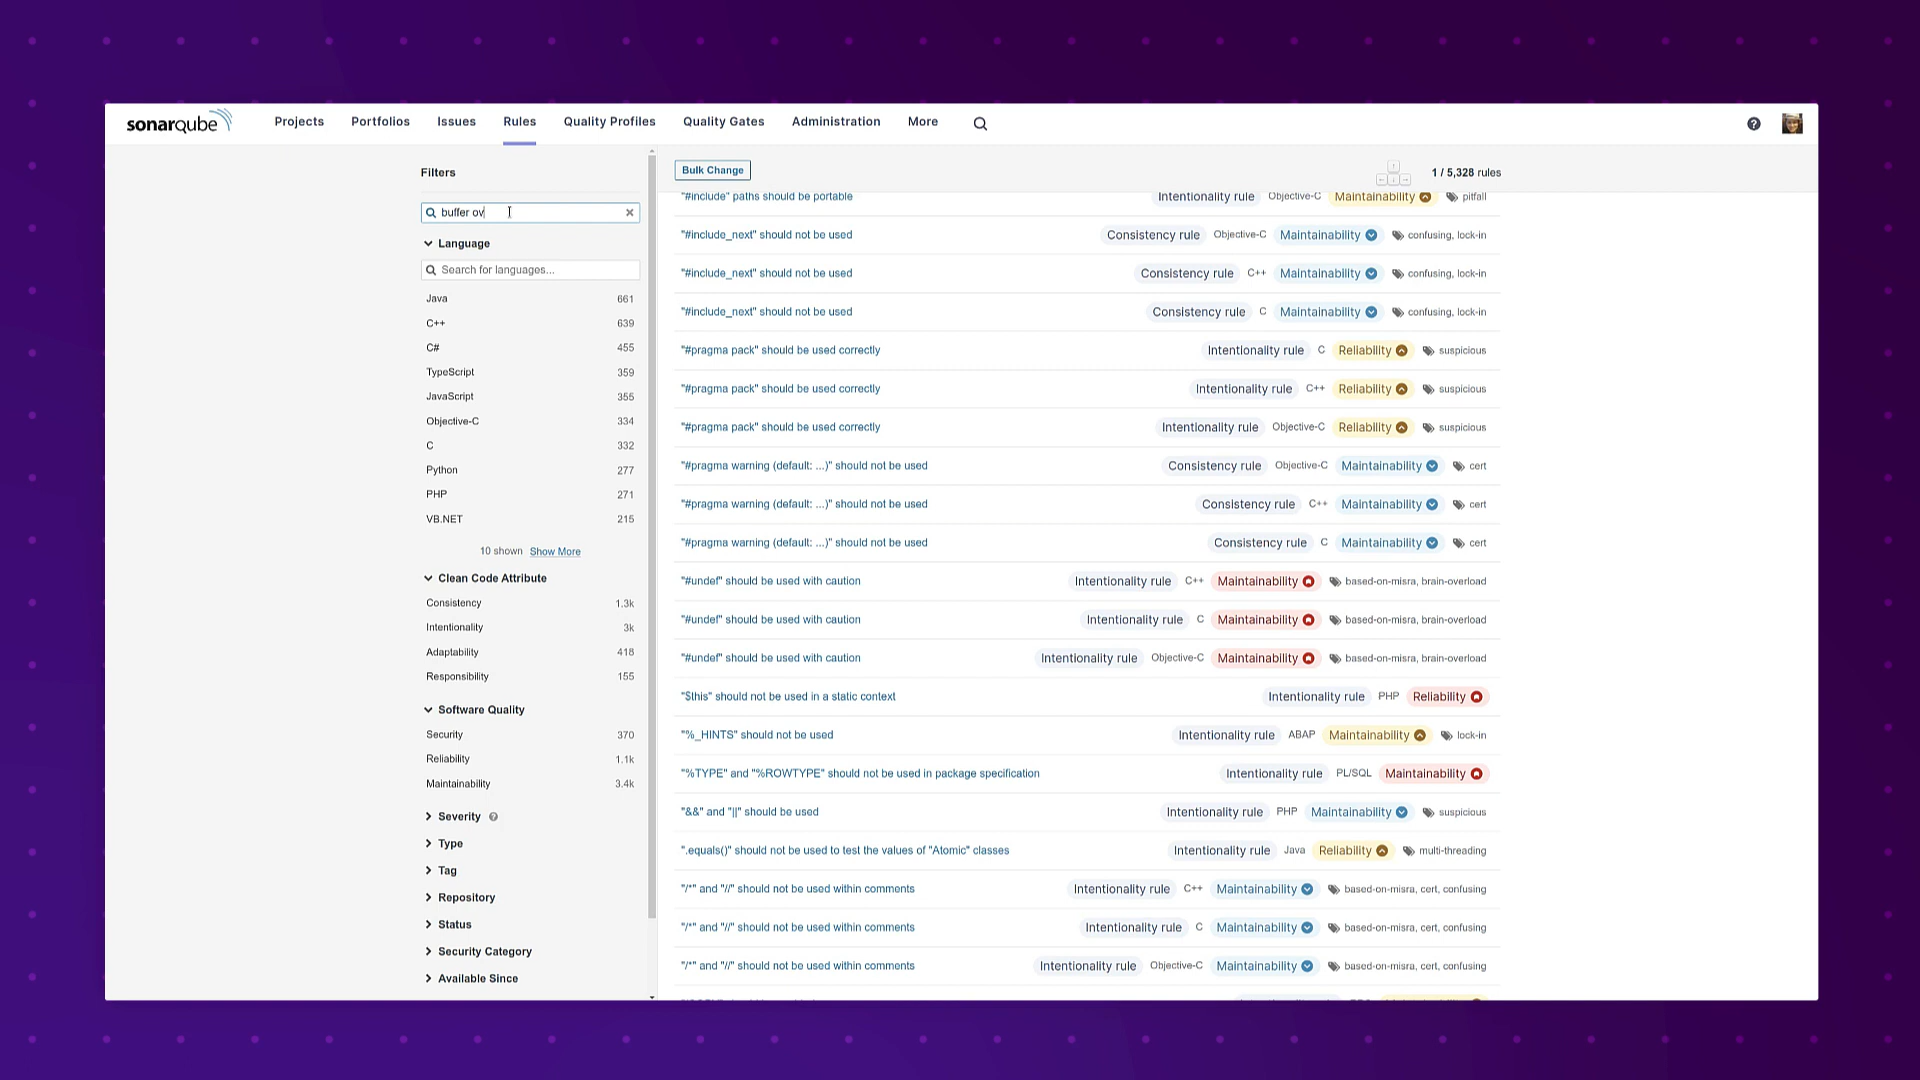 sonarqube Projects Portfolios Issues Rules Quality Profiles Quality Gates Administration More
Filters
buffer ov
Language
Search for languages...
Java 661
C++ 639
C# 455
TypeScript 359
JavaScript 355
Objective-C 334
C 332
Python 277
PHP 271
VB.NET 215
10 shown Show More
Clean Code Attribute
Consistency 1.3k
Intentionality 3k
Adaptability 418
Responsibility 155
Software Quality
Security 370
Reliability 1.1k
Maintainability 3.4k
Severity
Type
Tag
Repository
Status
Security Category
Available Since
Bulk Change 1 / 5,328 rules
"#include" paths should be portable Intentionality rule Objective-C Maintainability pitfall
"#include_next" should not be used Consistency rule Objective-C Maintainability confusing, lock-in
"#include_next" should not be used Consistency rule C++ Maintainability confusing, lock-in
"#include_next" should not be used Consistency rule C Maintainability confusing, lock-in
"#pragma pack" should be used correctly Intentionality rule C Reliability suspicious
"#pragma pack" should be used correctly Intentionality rule C++ Reliability suspicious
"#pragma pack" should be used correctly Intentionality rule Objective-C Reliability suspicious
"#pragma warning (default: ...)" should not be used Consistency rule Objective-C Maintainability cert
"#pragma warning (default: ...)" should not be used Consistency rule C++ Maintainability cert
"#pragma warning (default: ...)" should not be used Consistency rule C Maintainability cert
"#undef" should be used with caution Intentionality rule C++ Maintainability based-on-misra, brain-overload
"#undef" should be used with caution Intentionality rule C Maintainability based-on-misra, brain-overload
"#undef" should be used with caution Intentionality rule Objective-C Maintainability based-on-misra, brain-overload
"$this" should not be used in a static context Intentionality rule PHP Reliability
"%_HINTS" should not be used Intentionality rule ABAP Maintainability lock-in
"%TYPE" and "%ROWTYPE" should not be used in package specification Intentionality rule PL/SQL Maintainability
"&&" and "||" should be used Intentionality rule PHP Maintainability suspicious
".equals()" should not be used to test the values of "Atomic" classes Intentionality rule Java Reliability multi-threading
"/*" and "//" should not be used within comments Intentionality rule C++ Maintainability based-on-misra, cert, confusing
"/*" and "//" should not be used within comments Intentionality rule C Maintainability based-on-misra, cert, confusing
"/*" and "//" should not be used within comments Intentionality rule Objective-C Maintainability based-on-misra, cert, confusing